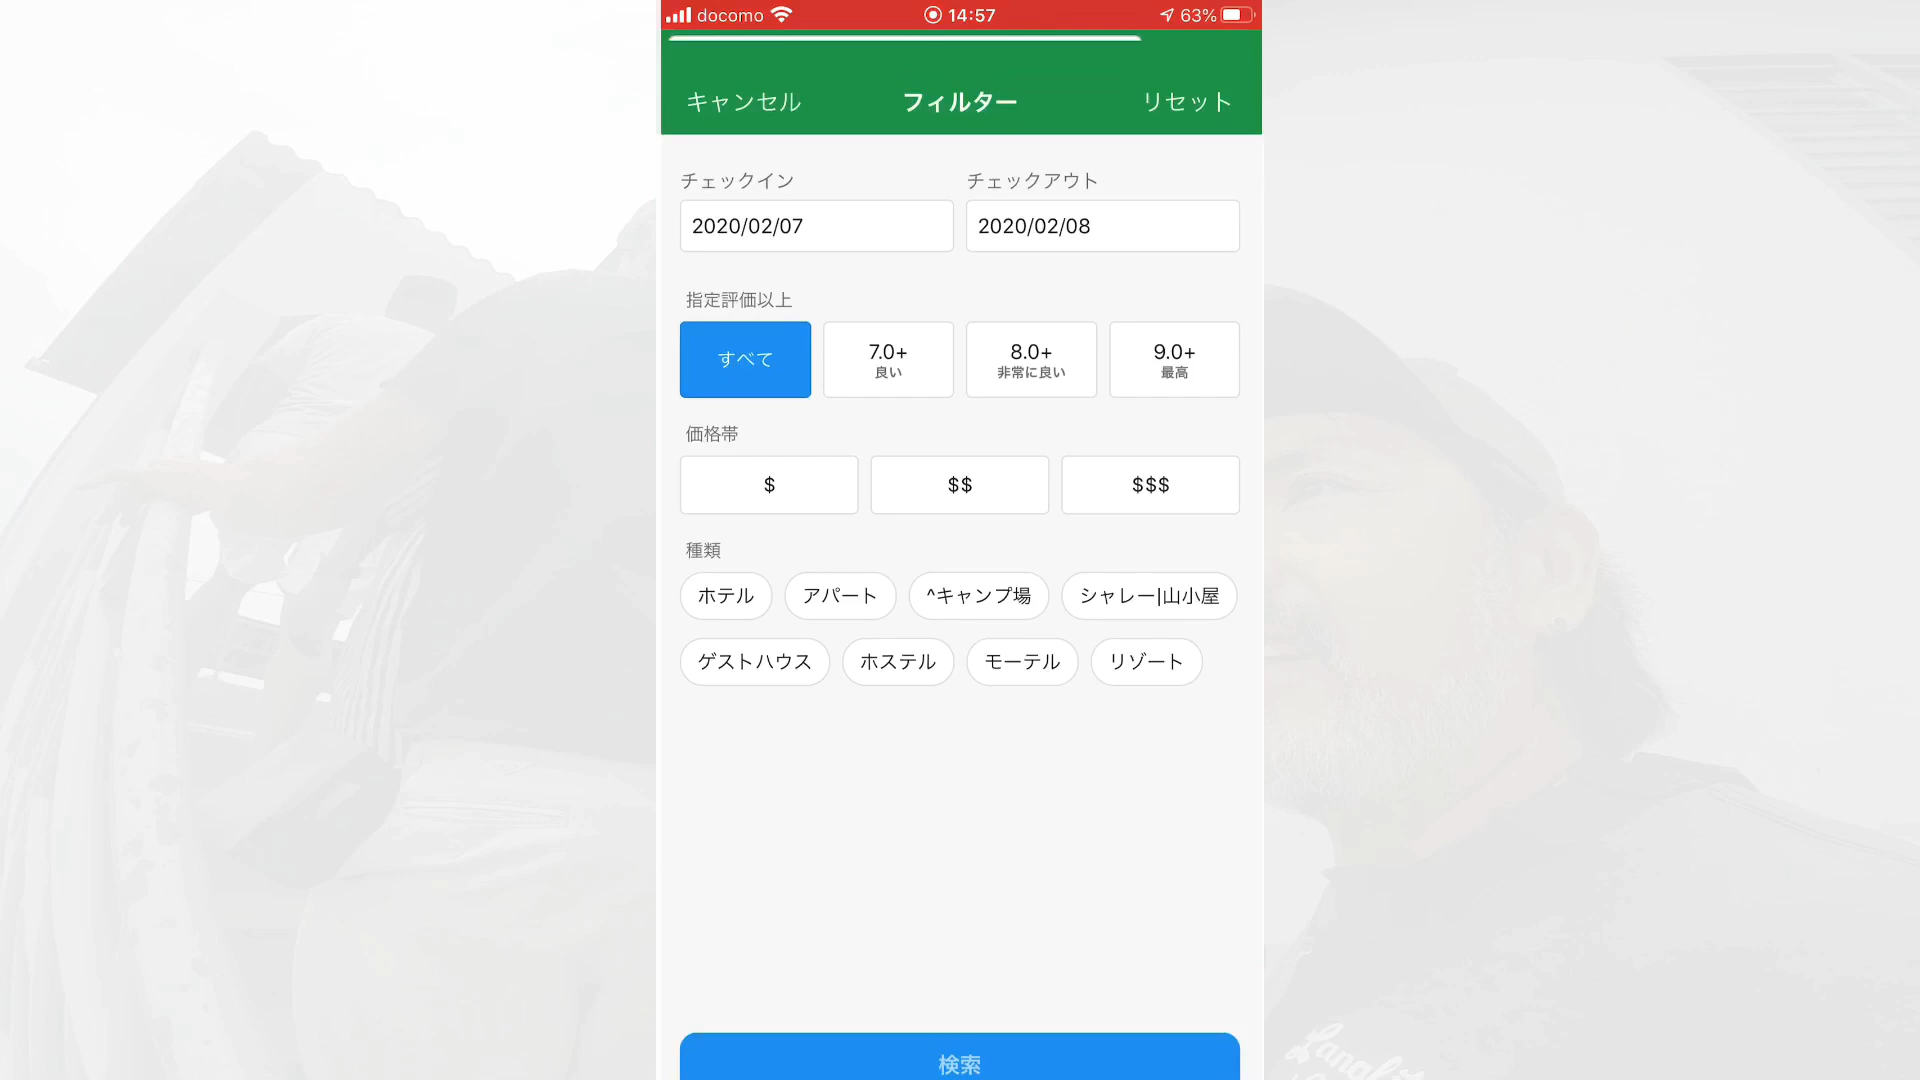 docomo 14:57 63%
キャンセル フィルター リセット
チェックイン チェックアウト
2020/02/07 2020/02/08
指定評価以上
すべて 7.0+ 8.0+ 9.0+
良い 非常に良い 最高
価格帯
$ $$ $$$
種類
ホテル アパート ^キャンプ場 シャレー|山小屋
ゲストハウス ホステル モーテル リゾート
検索